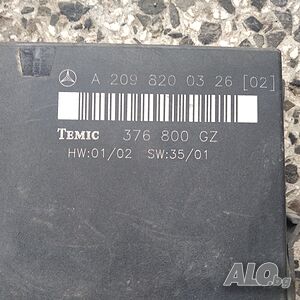 A 209 820 03 26 [02]
TEMIC 376 800 GZ
HW:01/02 SW:35/01
ALO.bg